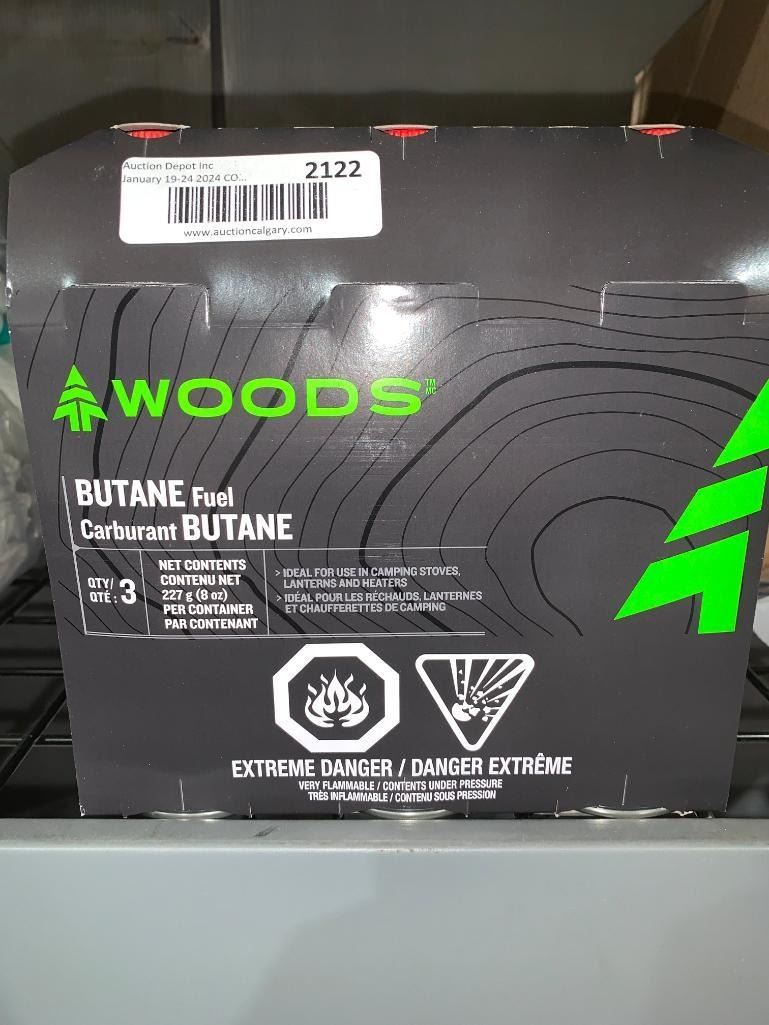 Auction Depot Inc
January 19-24 2024 CO...
2122
www.auctioncalgary.com
WOODS TM MC
BUTANE Fuel
Carburant BUTANE
QTY/
QTÉ : 3
NET CONTENTS
CONTENU NET
227 g (8 oz)
PER CONTAINER
PAR CONTENANT
> IDEAL FOR USE IN CAMPING STOVES,
LANTERNS AND HEATERS
> IDÉAL POUR LES RÉCHAUDS, LANTERNES
ET CHAUFFERETTES DE CAMPING
EXTREME DANGER / DANGER EXTRÊME
VERY FLAMMABLE / CONTENTS UNDER PRESSURE
TRÈS INFLAMMABLE / CONTENU SOUS PRESSION